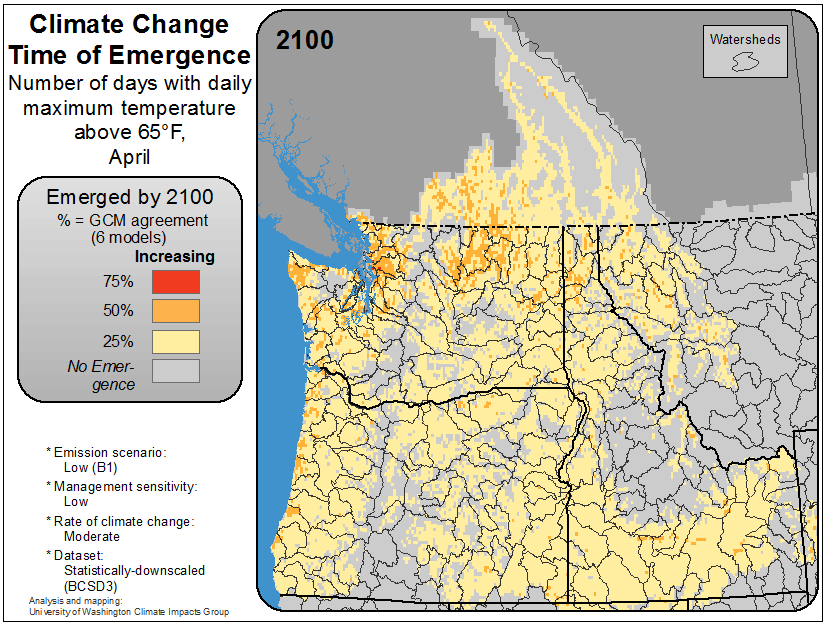 Climate Change
Time of Emergence
Number of days with daily
maximum temperature
above 65°F,
April
Emerged by 2100
% = GCM agreement
(6 models)
Increasing
75%
50%
25%
No Emer-
gence
* Emission scenario:
Low (B1)
* Management sensitivity:
Low
* Rate of climate change:
Moderate
* Dataset:
Statistically-downscaled
(BCSD3)
Analysis and mapping:
University of Washington Climate Impacts Group
2100
Watersheds